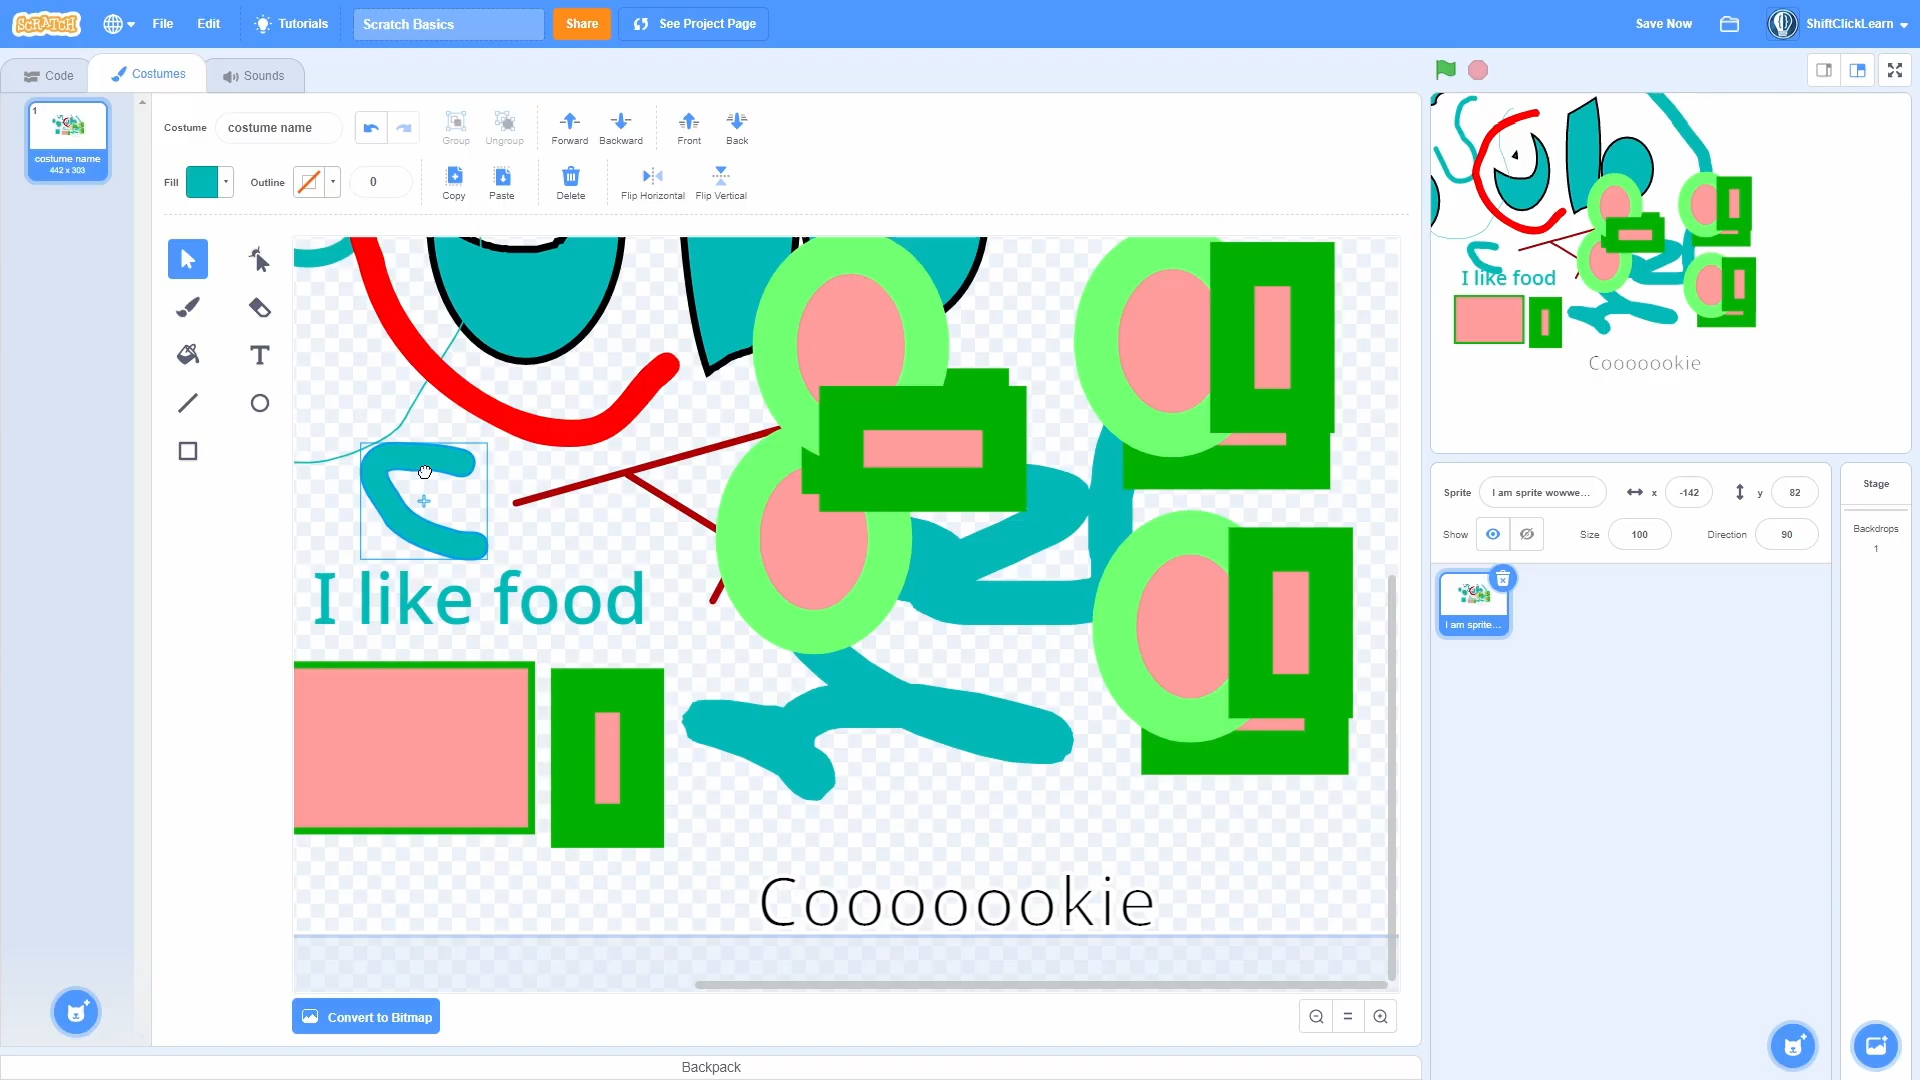 SCRATCH File Edit Tutorials Scratch Basics Share See Project Page Save Now ShiftClickLearn
Code Costumes Sounds
1
costume name
442 x 303
Costume costume name Group Ungroup Forward Backward Front Back
Fill Outline 0 Copy Paste Delete Flip Horizontal Flip Vertical
I like food
Cooooookie
Convert to Bitmap
Backpack
I like food
Cooooookie
Sprite I am sprite wowwe... x -142 y 82
Show Size 100 Direction 90
I am sprite...
Stage
Backdrops
1